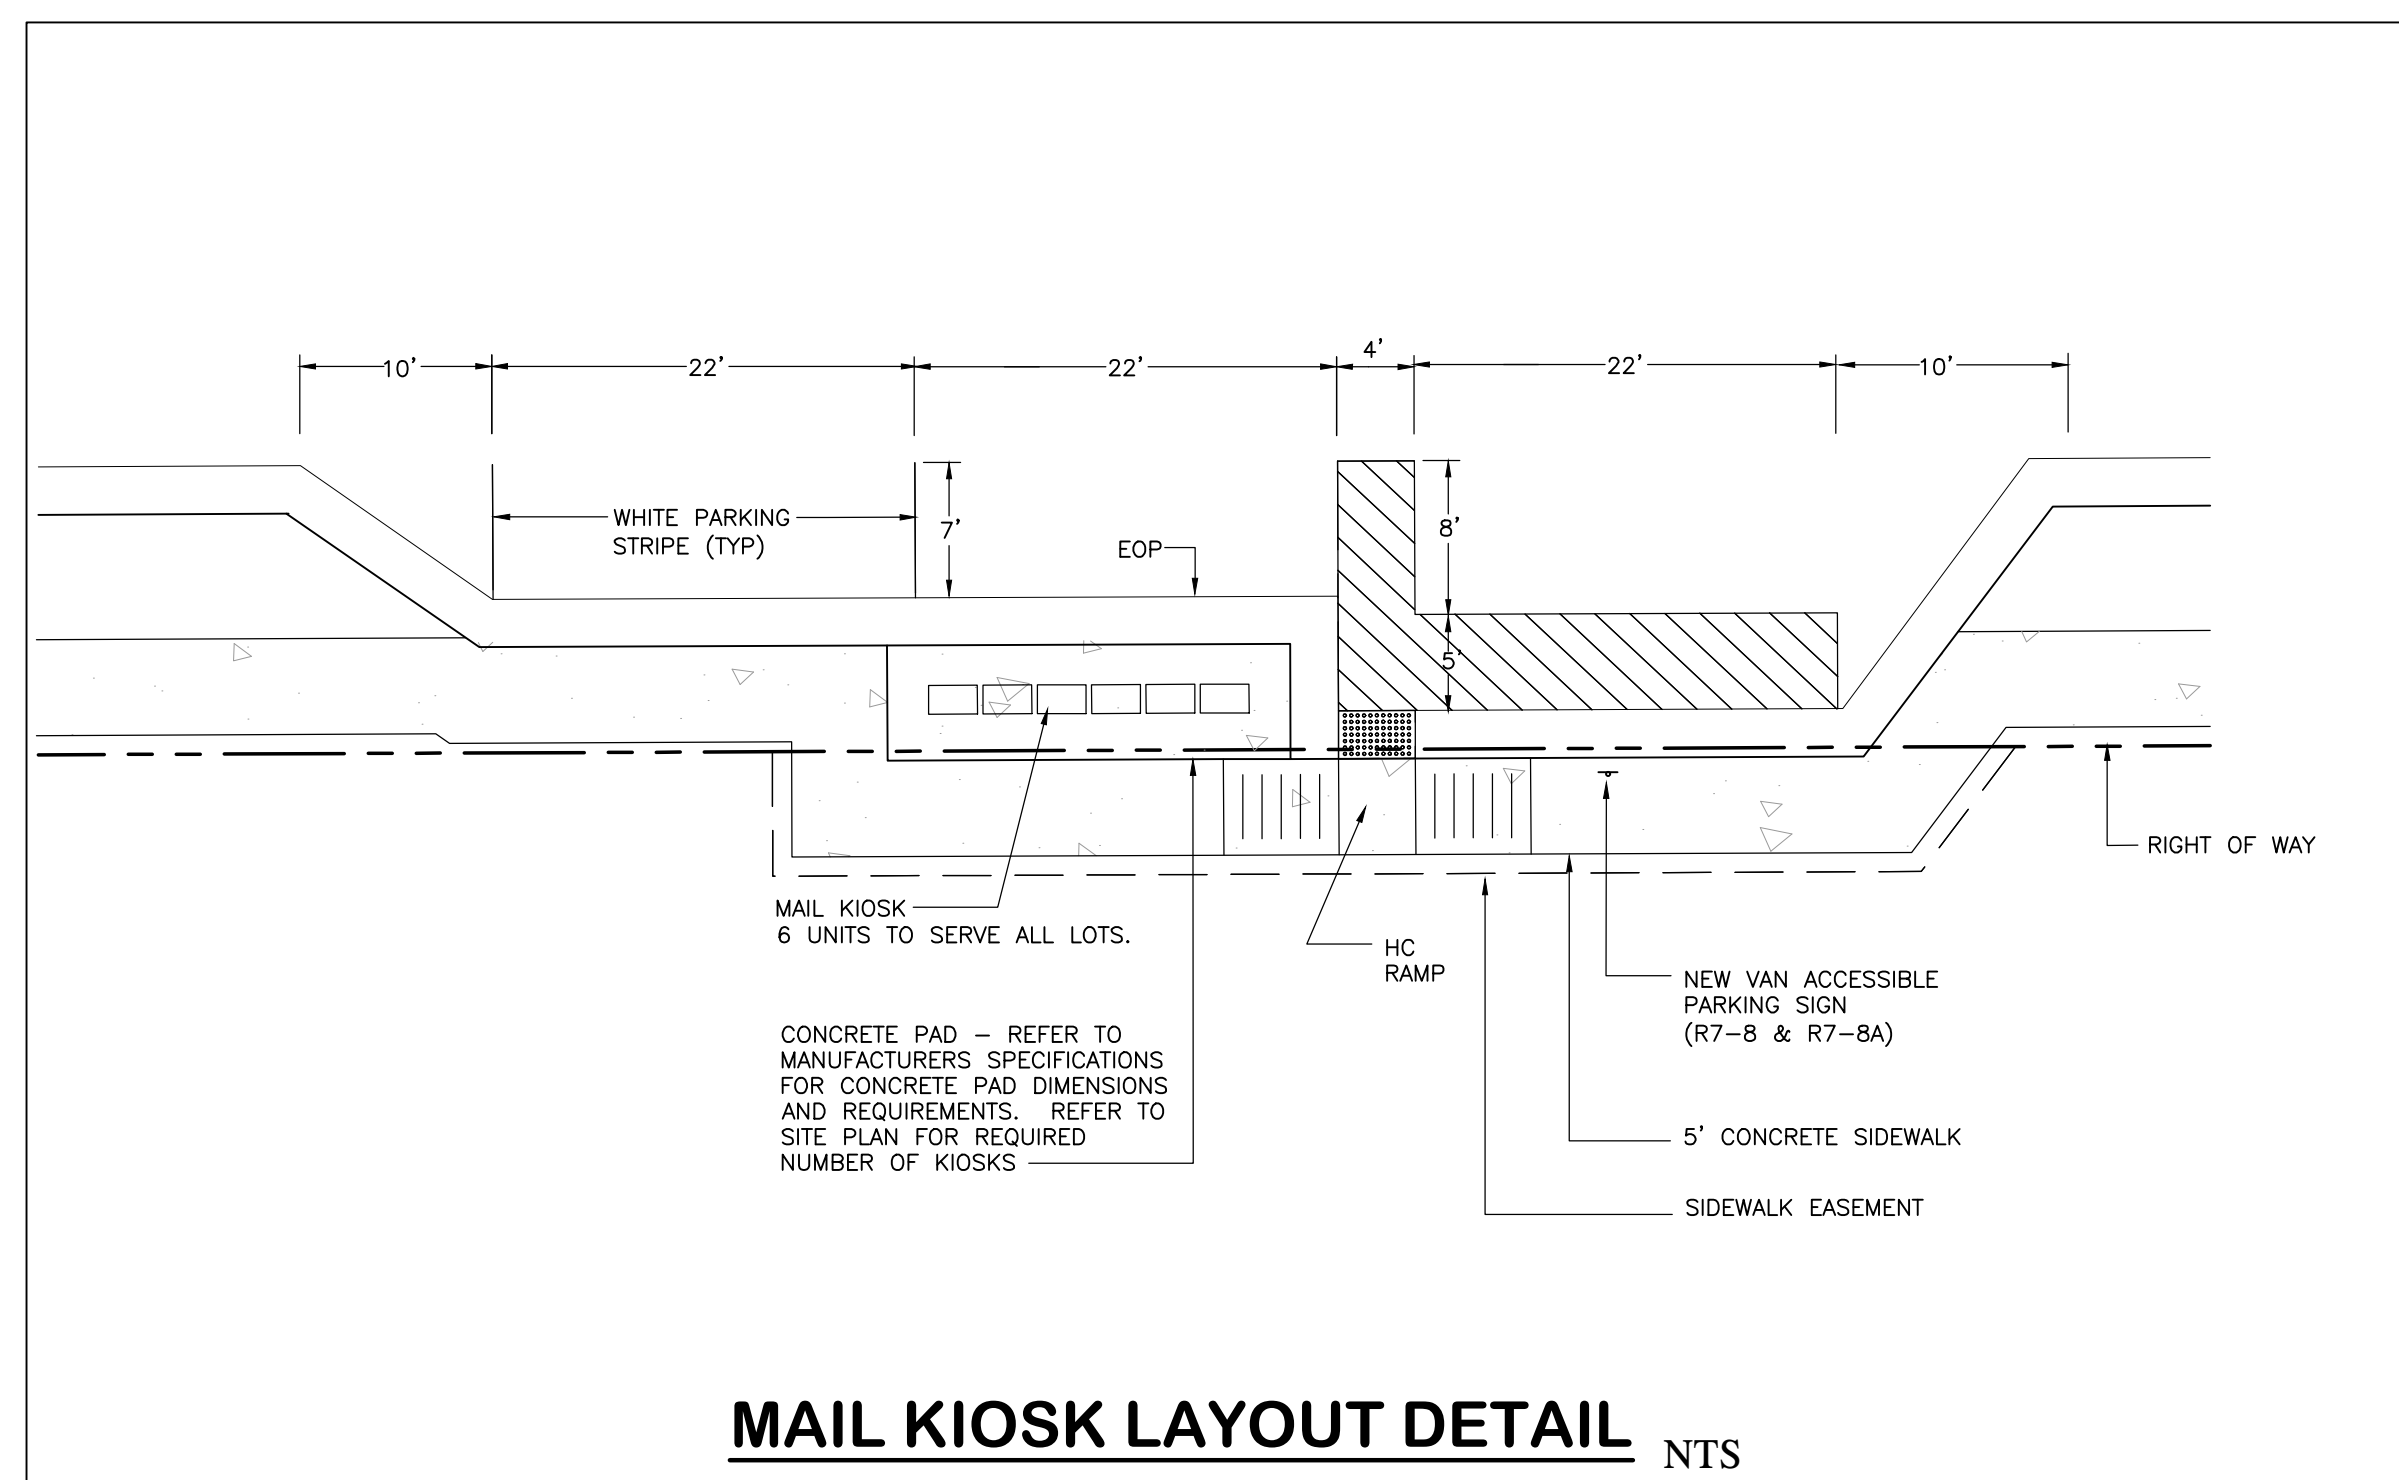 10'
22'
22'
4'
22'
10'
WHITE PARKING
STRIPE (TYP)
7'
EOP
8'
5'
RIGHT OF WAY
MAIL KIOSK
6 UNITS TO SERVE ALL LOTS.
HC
RAMP
NEW VAN ACCESSIBLE
PARKING SIGN
(R7-8 & R7-8A)
CONCRETE PAD - REFER TO
MANUFACTURERS SPECIFICATIONS
FOR CONCRETE PAD DIMENSIONS
AND REQUIREMENTS. REFER TO
SITE PLAN FOR REQUIRED
NUMBER OF KIOSKS
5' CONCRETE SIDEWALK
SIDEWALK EASEMENT
MAIL KIOSK LAYOUT DETAIL NTS